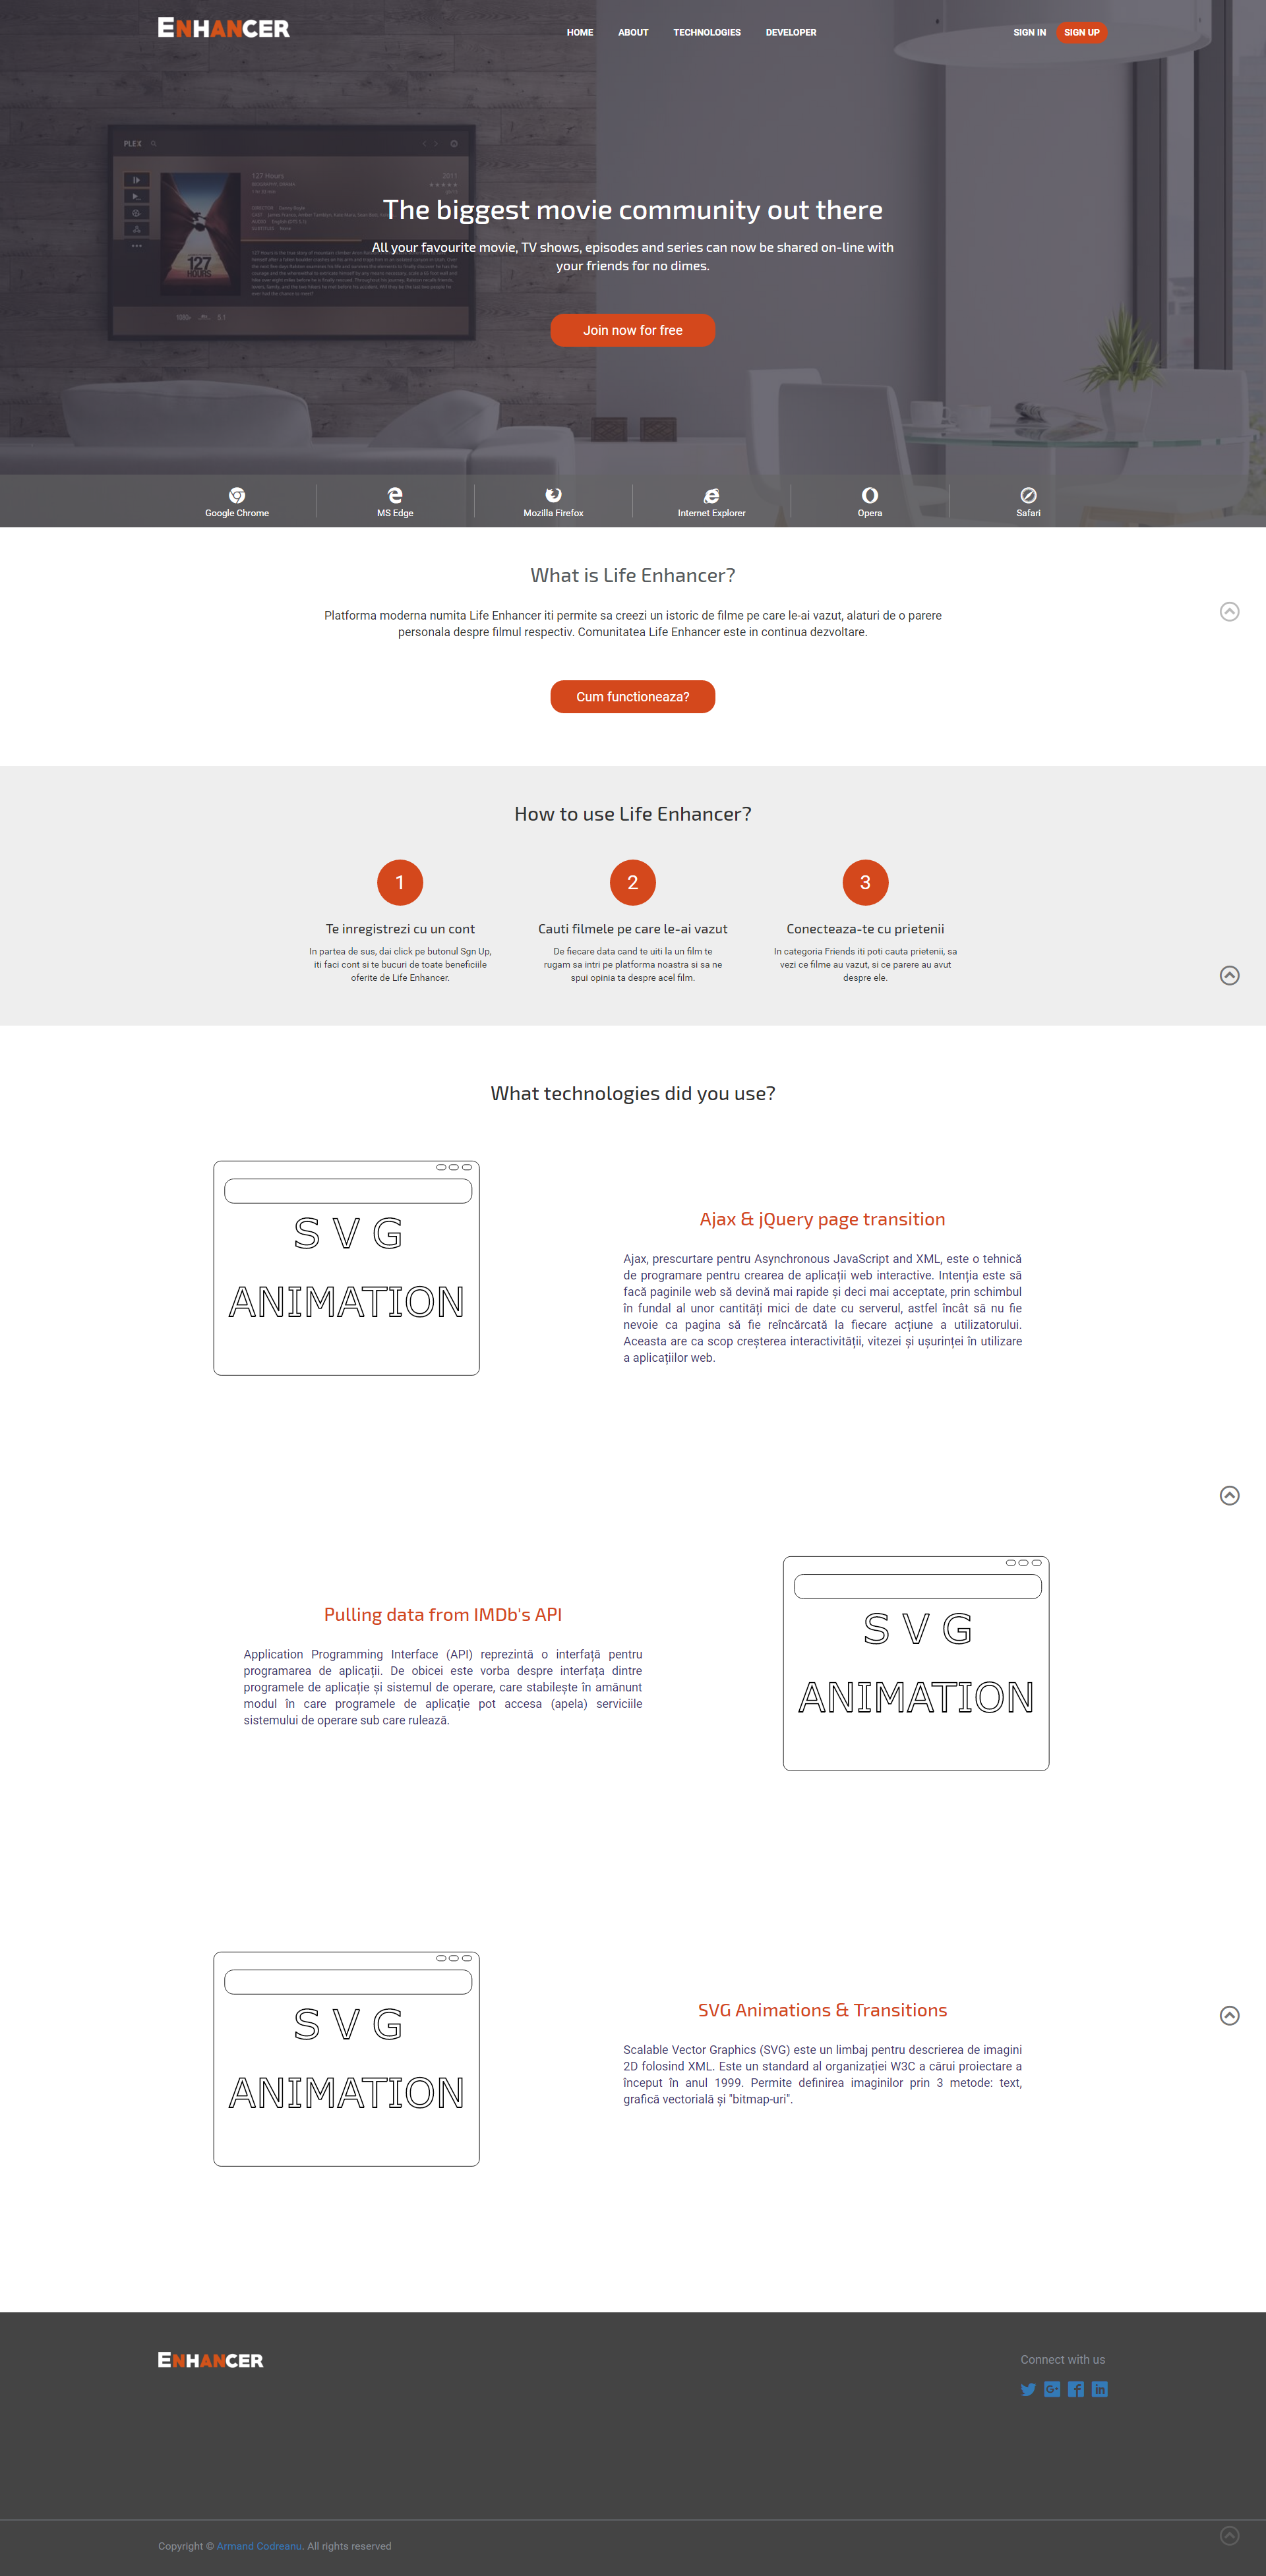 ENHANCER
HOME ABOUT TECHNOLOGIES DEVELOPER
SIGN IN SIGN UP
PLEX
127 Hours
2011
127
HOURS
The biggest movie community out there
All your favourite movie, TV shows, episodes and series can now be shared on-line with
your friends for no dimes.
Join now for free
Google Chrome
MS Edge
Mozilla Firefox
Internet Explorer
Opera
Safari
What is Life Enhancer?
Platforma moderna numita Life Enhancer iti permite sa creezi un istoric de filme pe care le-ai vazut, alaturi de o parere
personala despre filmul respectiv. Comunitatea Life Enhancer este in continua dezvoltare.
Cum functioneaza?
How to use Life Enhancer?
1
Te inregistrezi cu un cont
In partea de sus, dai click pe butonul Sgn Up,
iti faci cont si te bucuri de toate beneficiile
oferite de Life Enhancer.
2
Cauti filmele pe care le-ai vazut
De fiecare data cand te uiti la un film te
rugam sa intri pe platforma noastra si sa ne
spui opinia ta despre acel film.
3
Conecteaza-te cu prietenii
In categoria Friends iti poti cauta prietenii, sa
vezi ce filme au vazut, si ce parere au avut
despre ele.
What technologies did you use?
SVG
ANIMATION
Ajax & jQuery page transition
Ajax, prescurtare pentru Asynchronous JavaScript and XML, este o tehnică
de programare pentru crearea de aplicații web interactive. Intenția este să
facă paginile web să devină mai rapide și deci mai acceptate, prin schimbul
în fundal al unor cantități mici de date cu serverul, astfel încât să nu fie
nevoie ca pagina să fie reîncărcată la fiecare acțiune a utilizatorului.
Aceasta are ca scop creșterea interactivității, vitezei și ușurinței în utilizare
a aplicațiilor web.
Pulling data from IMDb's API
Application Programming Interface (API) reprezintă o interfață pentru
programarea de aplicații. De obicei este vorba despre interfața dintre
programele de aplicație și sistemul de operare, care stabilește în amănunt
modul în care programele de aplicație pot accesa (apela) serviciile
sistemului de operare sub care rulează.
SVG
ANIMATION
SVG
ANIMATION
SVG Animations & Transitions
Scalable Vector Graphics (SVG) este un limbaj pentru descrierea de imagini
2D folosind XML. Este un standard al organizației W3C a cărui proiectare a
început în anul 1999. Permite definirea imaginilor prin 3 metode: text,
grafică vectorială și "bitmap-uri".
ENHANCER
Connect with us
Copyright © Armand Codreanu. All rights reserved